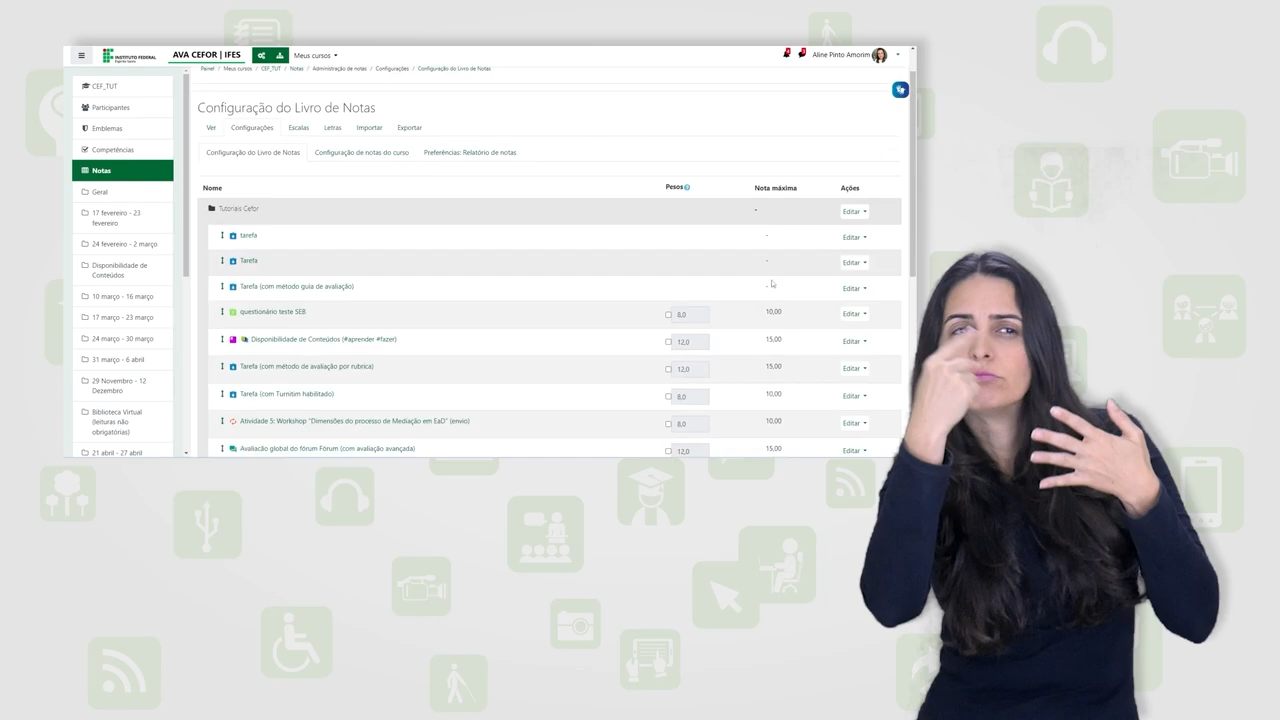 INSTITUTO FEDERAL
Espírito Santo
AVA CEFOR | IFES
Meus cursos
Aline Pinto Amorim
Painel / Meus cursos / CEF_TUT / Notas / Administração de notas / Configurações / Configuração do Livro de Notas
CEF_TUT
Participantes
Emblemas
Competências
Notas
Geral
17 fevereiro - 23
fevereiro
24 fevereiro - 2 março
Disponibilidade de
Conteúdos
10 março - 16 março
17 março - 23 março
24 março - 30 março
31 março - 6 abril
29 Novembro - 12
Dezembro
Biblioteca Virtual
(leituras não
obrigatórias)
21 abril - 27 abril
Configuração do Livro de Notas
Ver Configurações Escalas Letras Importar Exportar
Configuração do Livro de Notas Configuração de notas do curso Preferências: Relatório de notas
Nome Pesos Nota máxima Ações
Tutoriais Cefor - Editar
tarefa - Editar
Tarefa - Editar
Tarefa (com método guia de avaliação) - Editar
questionário teste SEB 8,0 10,00 Editar
Disponibilidade de Conteúdos (#aprender #fazer) 12,0 15,00 Editar
Tarefa (com método de avaliação por rubrica) 12,0 15,00 Editar
Tarefa (com Turnitim habilitado) 8,0 10,00 Editar
Atividade 5: Workshop "Dimensões do processo de Mediação em EaD" (envio) 8,0 10,00 Editar
Avaliação global do fórum Fórum (com avaliação avançada) 12,0 15,00 Editar